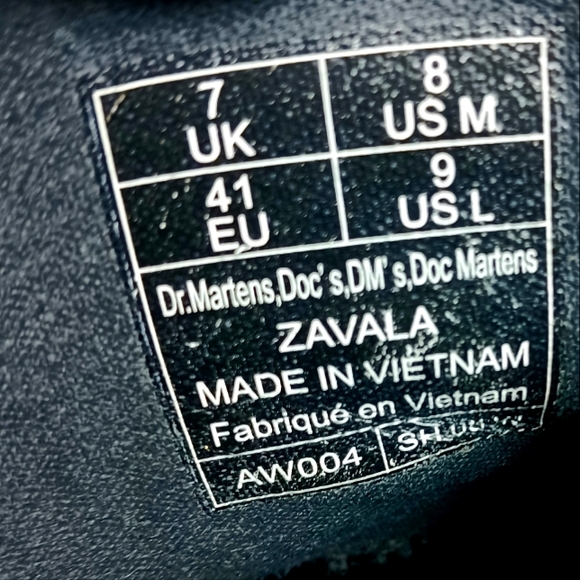 7 UK
8 US M
41 EU
9 US L
Dr.Martens,Doc's,DM's,Doc Martens
ZAVALA
MADE IN VIETNAM
Fabriqué en Vietnam
AW004